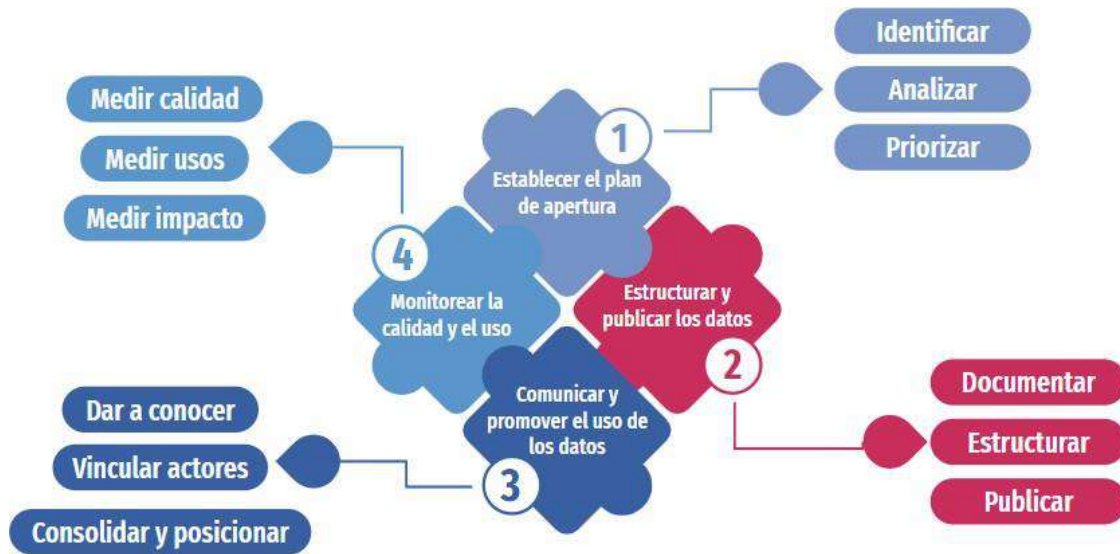 1
Establecer el plan
de apertura
Identificar
Analizar
Priorizar
Estructurar y
publicar los datos
2
Documentar
Estructurar
Publicar
Comunicar y
promover el uso de
los datos
3
Dar a conocer
Vincular actores
Consolidar y posicionar
4
Monitorear la
calidad y el uso
Medir calidad
Medir usos
Medir impacto